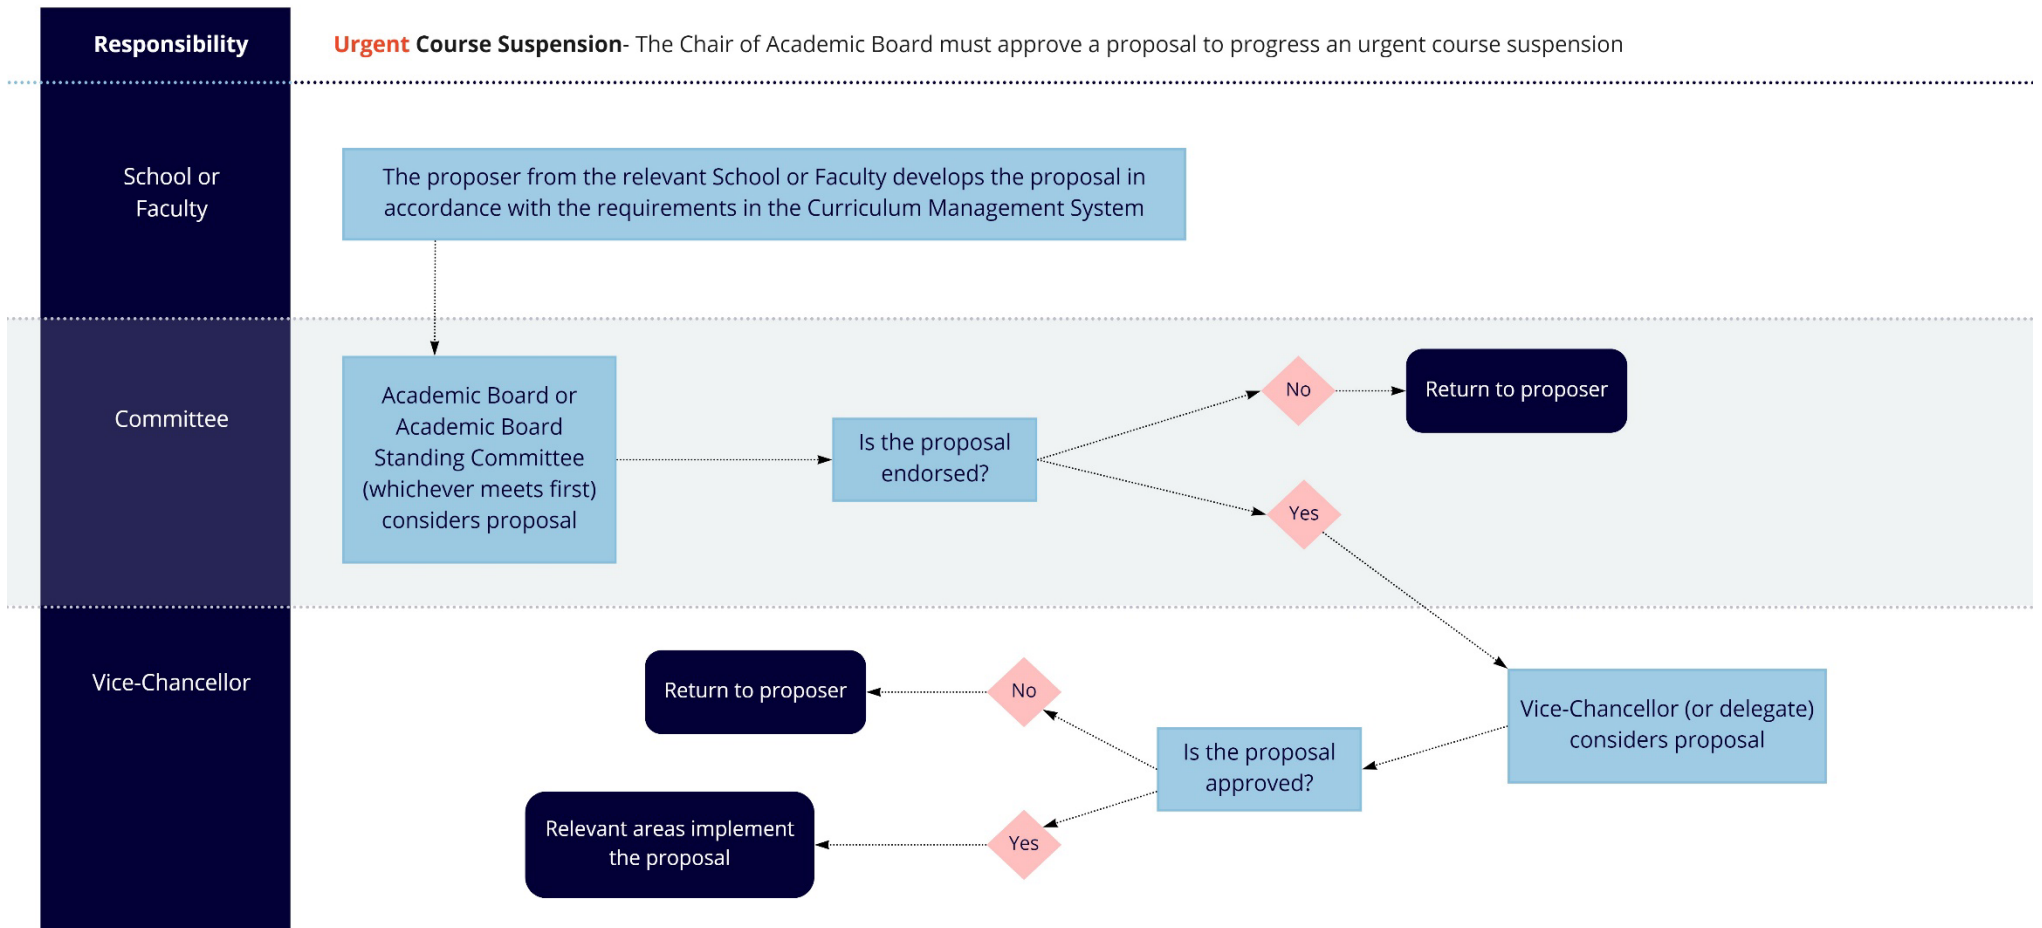 Responsibility
Urgent Course Suspension- The Chair of Academic Board must approve a proposal to progress an urgent course suspension
School or
Faculty
The proposer from the relevant School or Faculty develops the proposal in
accordance with the requirements in the Curriculum Management System
Committee
Academic Board or
Academic Board
Standing Committee
(whichever meets first)
considers proposal
Is the proposal
endorsed?
No
Return to proposer
Yes
Vice-Chancellor
Vice-Chancellor (or delegate)
considers proposal
Is the proposal
approved?
No
Return to proposer
Yes
Relevant areas implement
the proposal